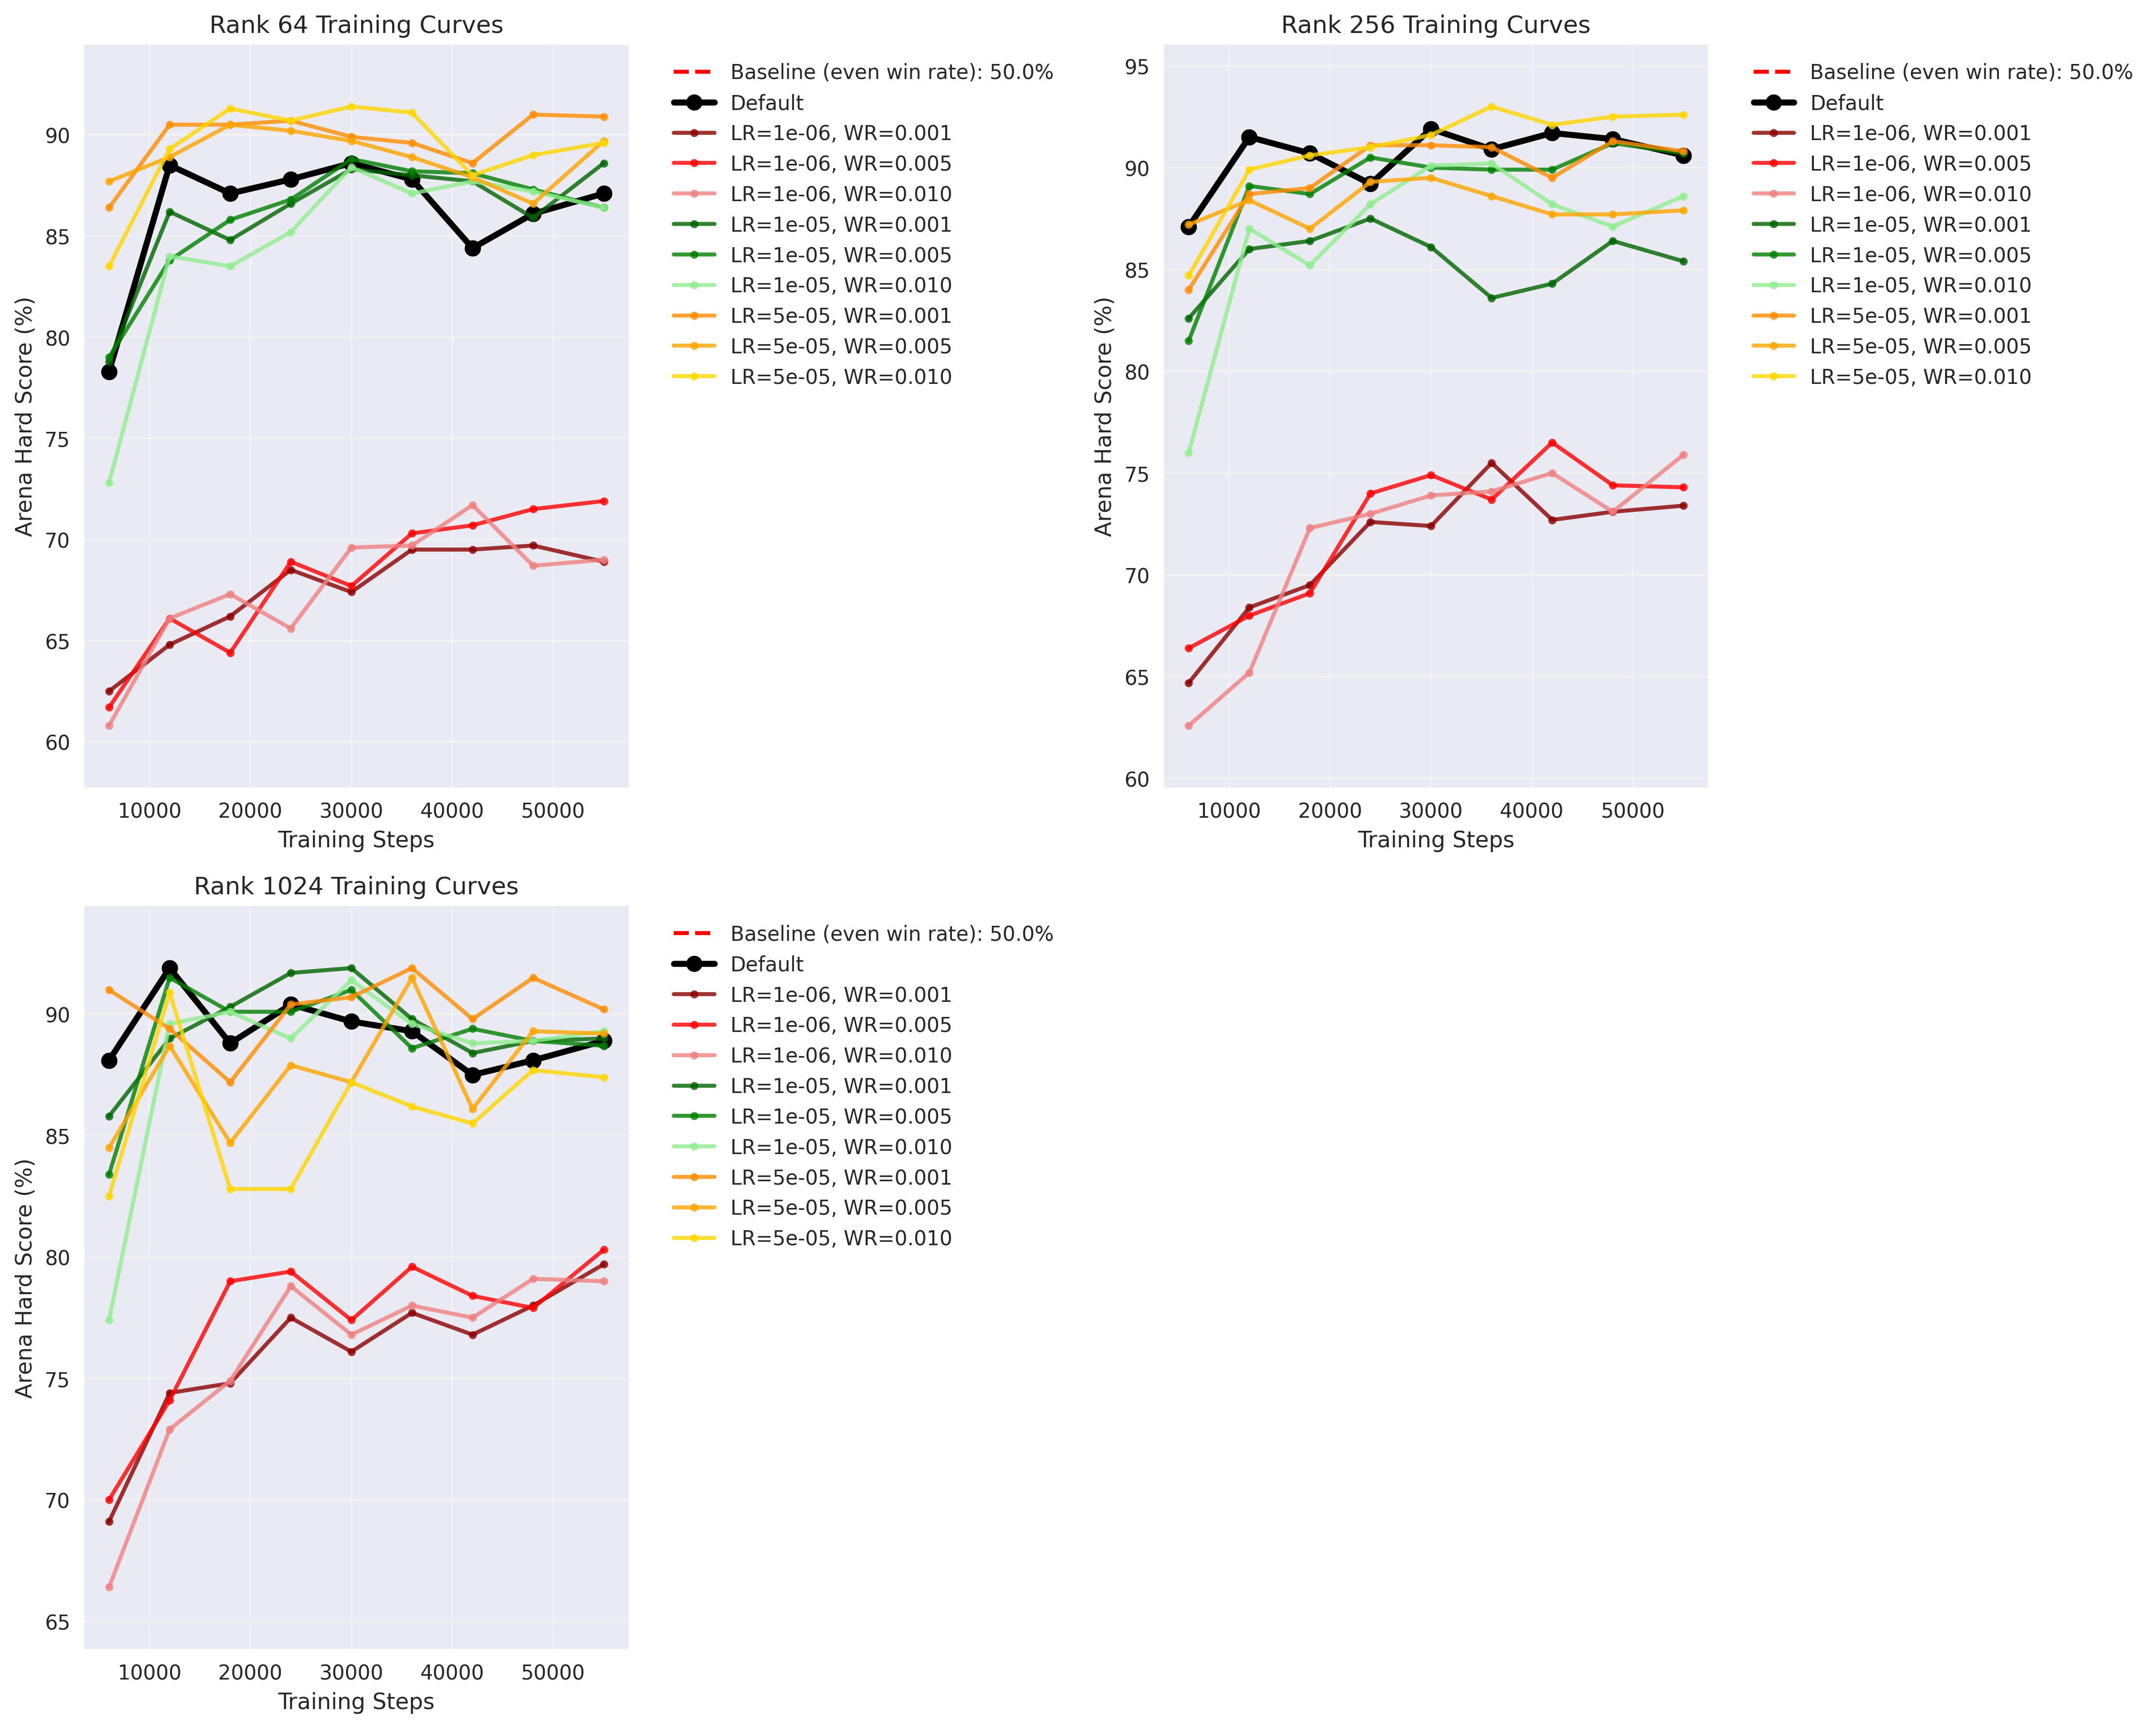 Rank 64 Training Curves
Arena Hard Score (%)
90
85
80
75
70
65
60
10000 20000 30000 40000 50000
Training Steps
Baseline (even win rate): 50.0%
Default
LR=1e-06, WR=0.001
LR=1e-06, WR=0.005
LR=1e-06, WR=0.010
LR=1e-05, WR=0.001
LR=1e-05, WR=0.005
LR=1e-05, WR=0.010
LR=5e-05, WR=0.001
LR=5e-05, WR=0.005
LR=5e-05, WR=0.010
Rank 256 Training Curves
Arena Hard Score (%)
95
90
85
80
75
70
65
60
10000 20000 30000 40000 50000
Training Steps
Baseline (even win rate): 50.0%
Default
LR=1e-06, WR=0.001
LR=1e-06, WR=0.005
LR=1e-06, WR=0.010
LR=1e-05, WR=0.001
LR=1e-05, WR=0.005
LR=1e-05, WR=0.010
LR=5e-05, WR=0.001
LR=5e-05, WR=0.005
LR=5e-05, WR=0.010
Rank 1024 Training Curves
Arena Hard Score (%)
90
85
80
75
70
65
10000 20000 30000 40000 50000
Training Steps
Baseline (even win rate): 50.0%
Default
LR=1e-06, WR=0.001
LR=1e-06, WR=0.005
LR=1e-06, WR=0.010
LR=1e-05, WR=0.001
LR=1e-05, WR=0.005
LR=1e-05, WR=0.010
LR=5e-05, WR=0.001
LR=5e-05, WR=0.005
LR=5e-05, WR=0.010